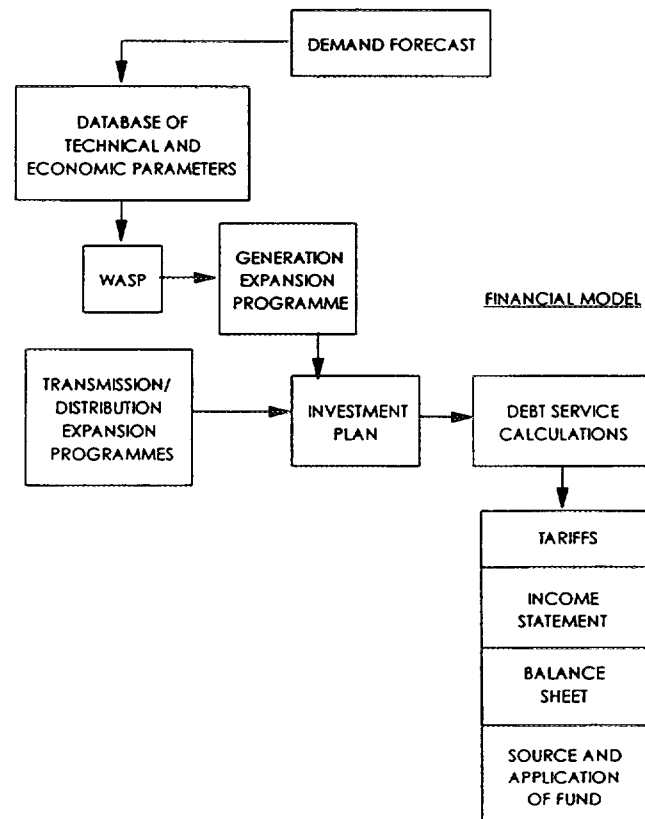 DEMAND FORECAST
DATABASE OF
TECHNICAL AND
ECONOMIC PARAMETERS
WASP
GENERATION
EXPANSION
PROGRAMME
FINANCIAL MODEL
TRANSMISSION/
DISTRIBUTION
EXPANSION
PROGRAMMES
INVESTMENT
PLAN
DEBT SERVICE
CALCULATIONS
TARIFFS
INCOME
STATEMENT
BALANCE
SHEET
SOURCE AND
APPLICATION
OF FUND